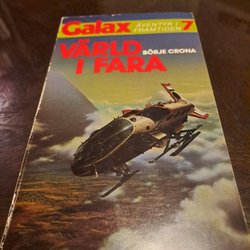 Galax ÄVENTYR I FRAMTIDEN 7
VÄRLD
BÖRJE CRONA
I FARA